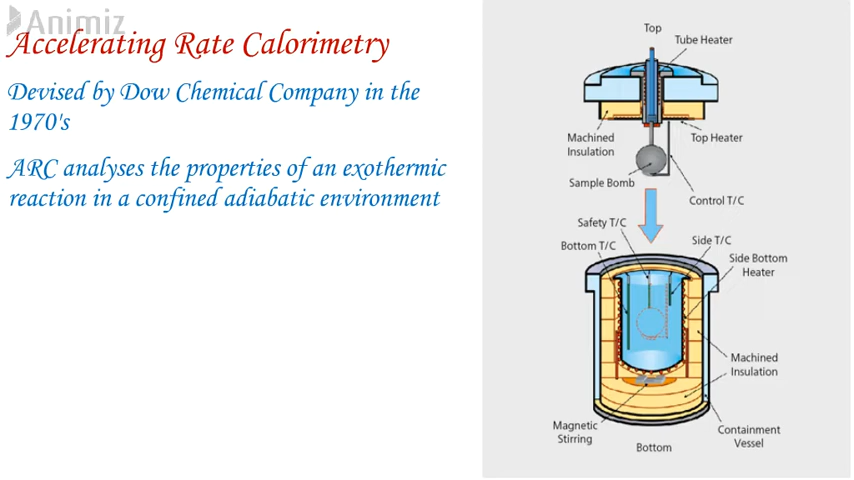 Animiz
Accelerating Rate Calorimetry
Devised by Dow Chemical Company in the
1970's
ARC analyses the properties of an exothermic
reaction in a confined adiabatic environment
Top
Tube Heater
Machined
Insulation
Top Heater
Sample Bomb
Control T/C
Safety T/C
Bottom T/C
Side T/C
Side Bottom
Heater
Machined
Insulation
Magnetic
Stirring
Containment
Vessel
Bottom